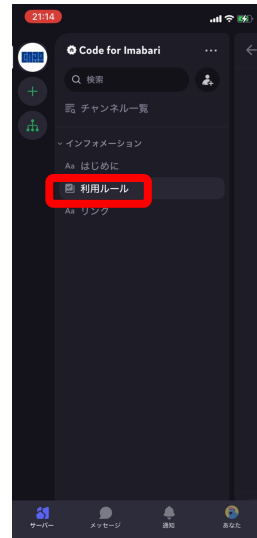 21:14
Code for Imabari
検索
チャンネル一覧
インフォメーション
Aa はじめに
利用ルール
Aa リンク
サーバー メッセージ 通知 あなた